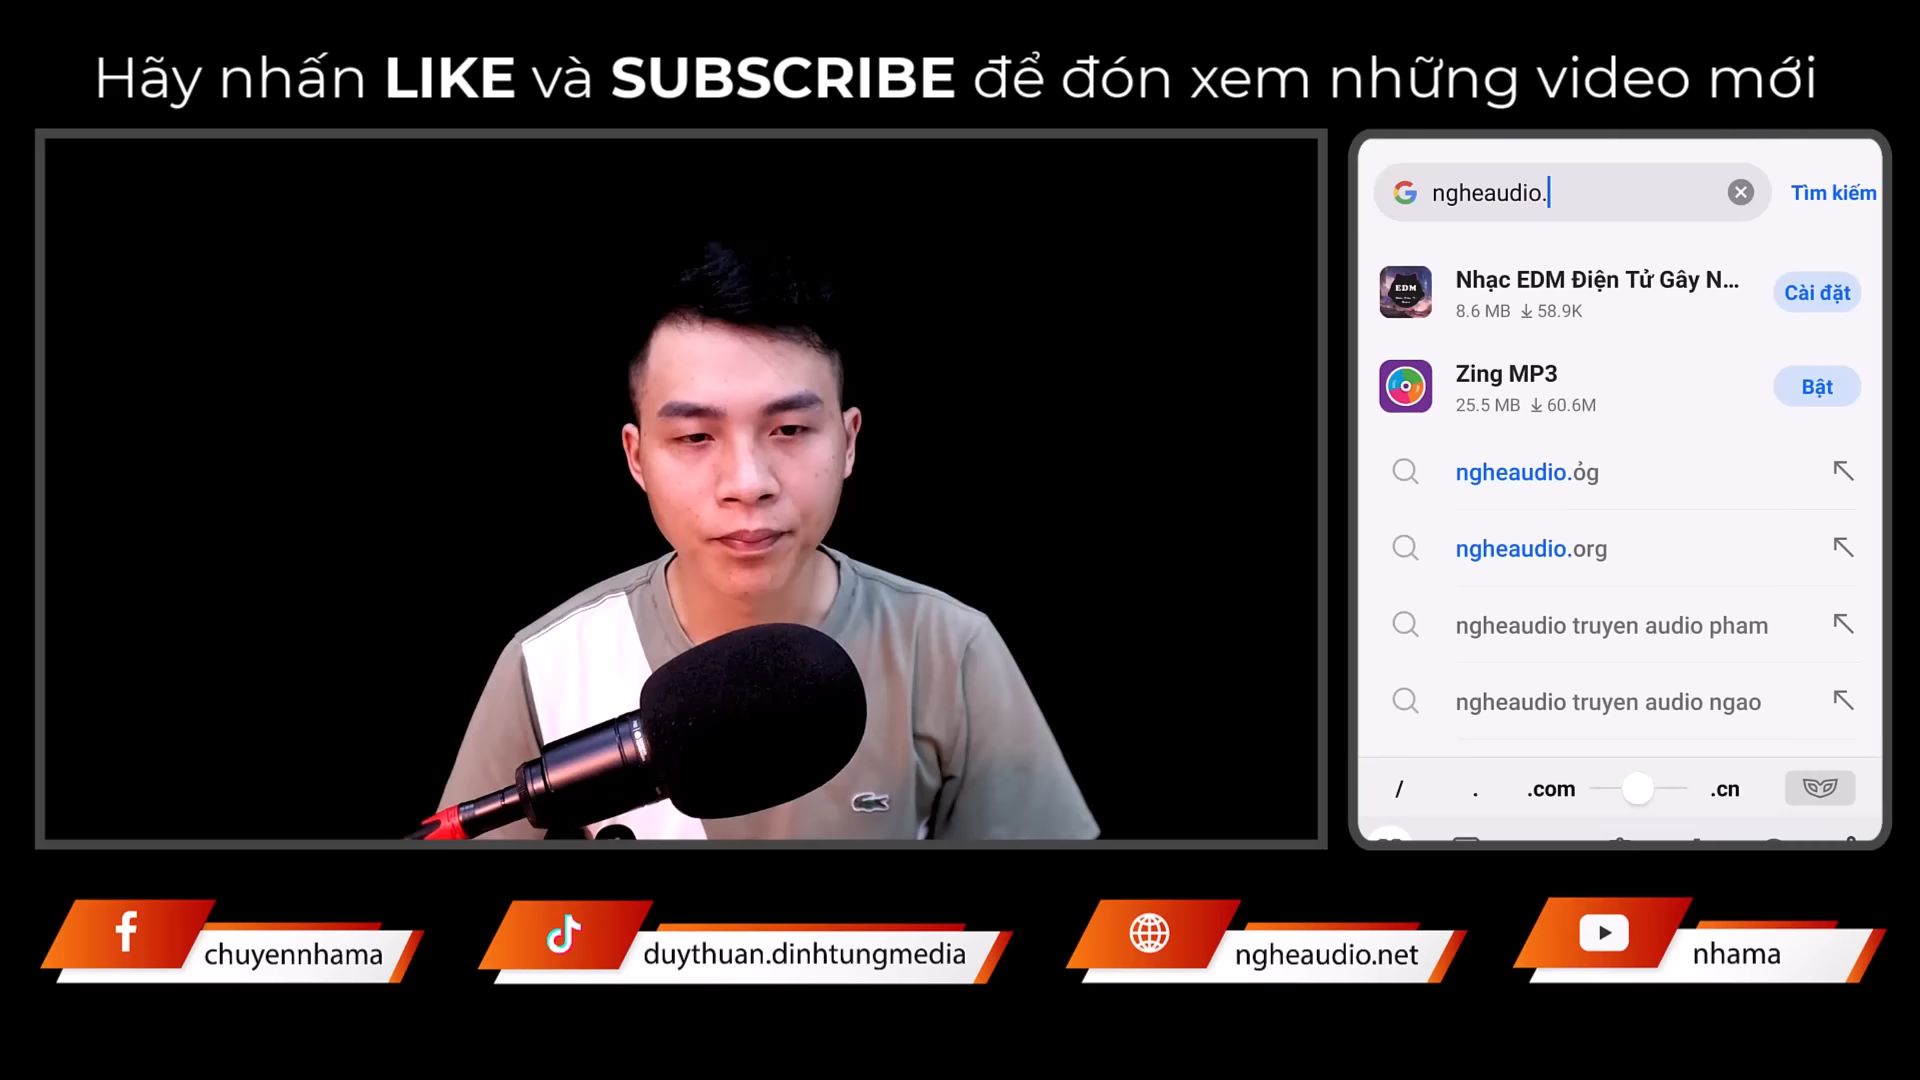 Hãy nhấn LIKE và SUBSCRIBE để đón xem những video mới
ngheaudio.
Tìm kiếm
Nhạc EDM Điện Tử Gây N...
8.6 MB 58.9K
Cài đặt
EDM
Zing MP3
25.5 MB 60.6M
Bật
ngheaudio.ỏg
ngheaudio.org
ngheaudio truyen audio pham
ngheaudio truyen audio ngao
/ . .com .cn
chuyennhama
duythuan.dinhtungmedia
ngheaudio.net
nhama